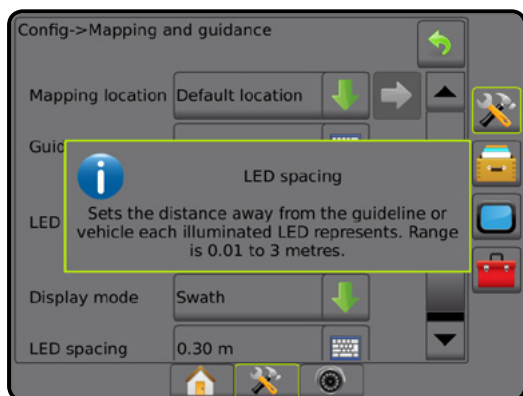 Config->Mapping and guidance
Mapping location Default location
Guid
LED spacing
LED
Sets the distance away from the guideline or
vehicle each illuminated LED represents. Range
is 0.01 to 3 metres.
Display mode Swath
LED spacing 0.30 m